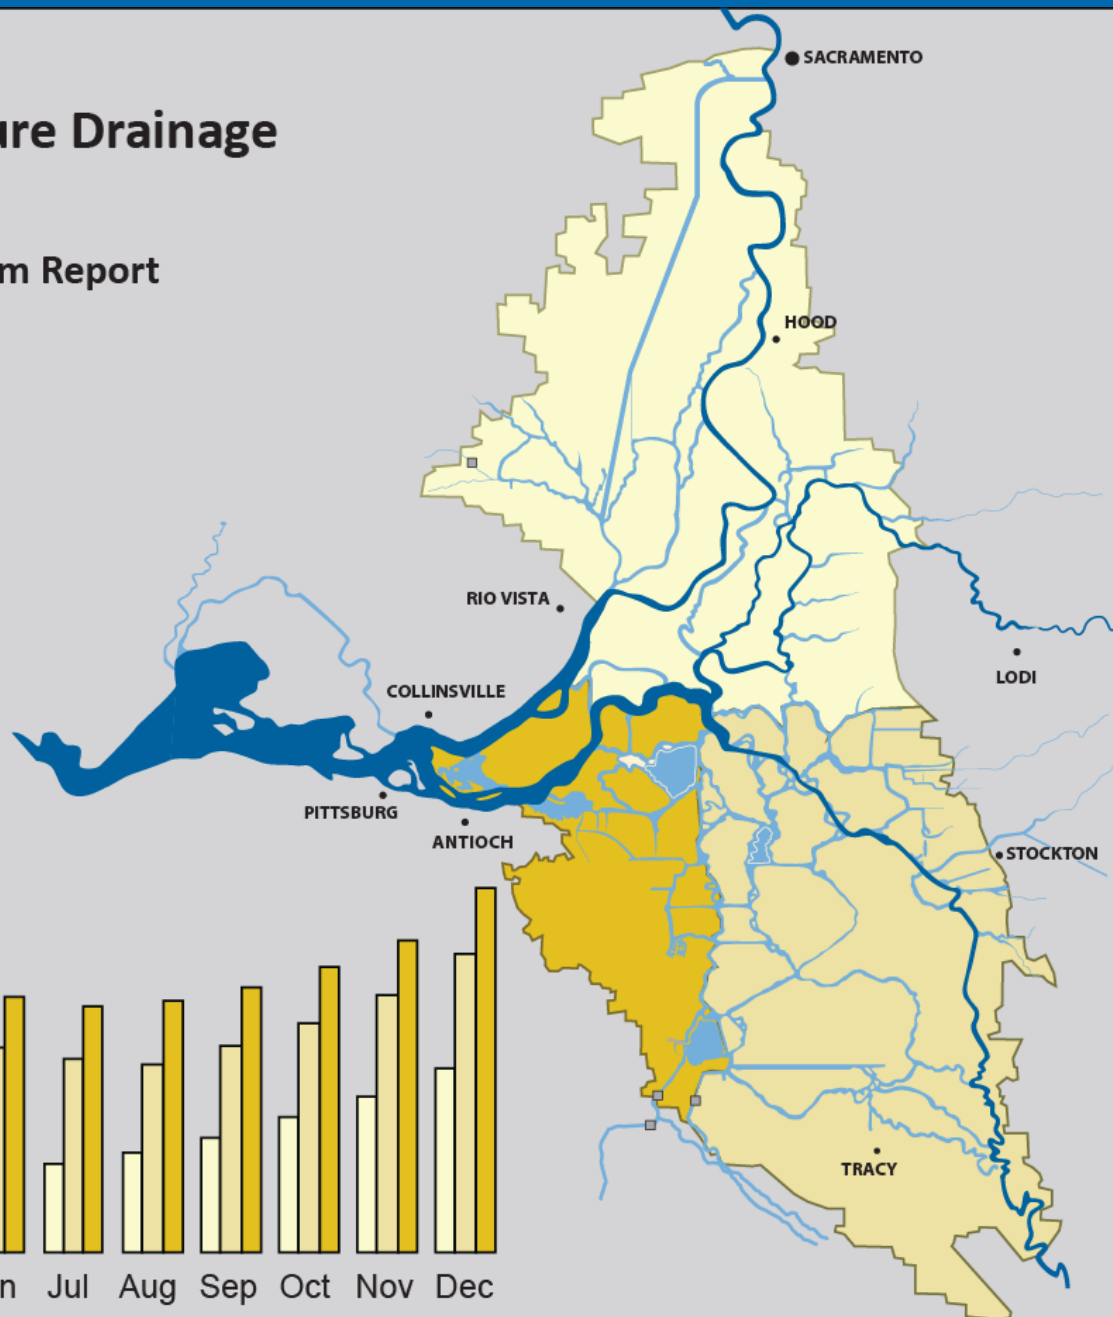 SACRAMENTO
ure Drainage
m Report
HOOD
RIO VISTA
LODI
COLLINSVILLE
PITTSBURG
ANTIOCH
STOCKTON
TRACY
n Jul Aug Sep Oct Nov Dec